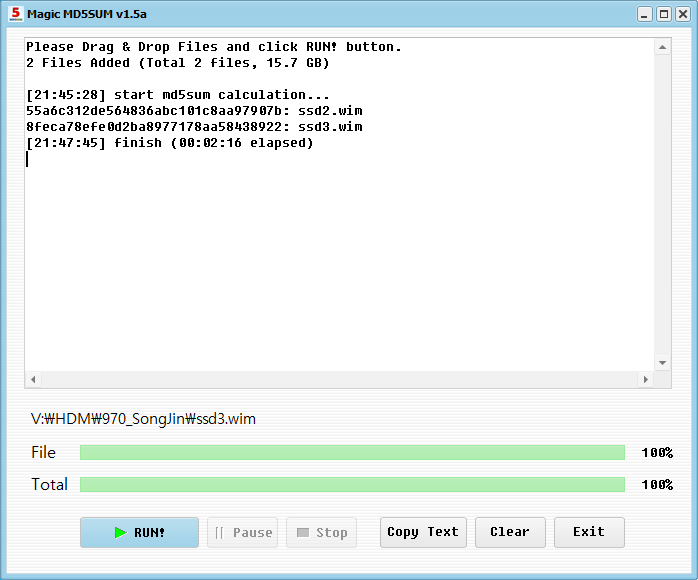 5 Magic MD5SUM v1.5a
Please Drag & Drop Files and click RUN! button.
2 Files Added (Total 2 files, 15.7 GB)
[21:45:28] start md5sum calculation...
55a6c312de564836abc101c8aa97907b: ssd2.wim
8feca78efe0d2ba8977178aa58438922: ssd3.wim
[21:47:45] finish (00:02:16 elapsed)
V:₩HDM₩970_SongJin₩ssd3.wim
File 100%
Total 100%
RUN! Pause Stop Copy Text Clear Exit